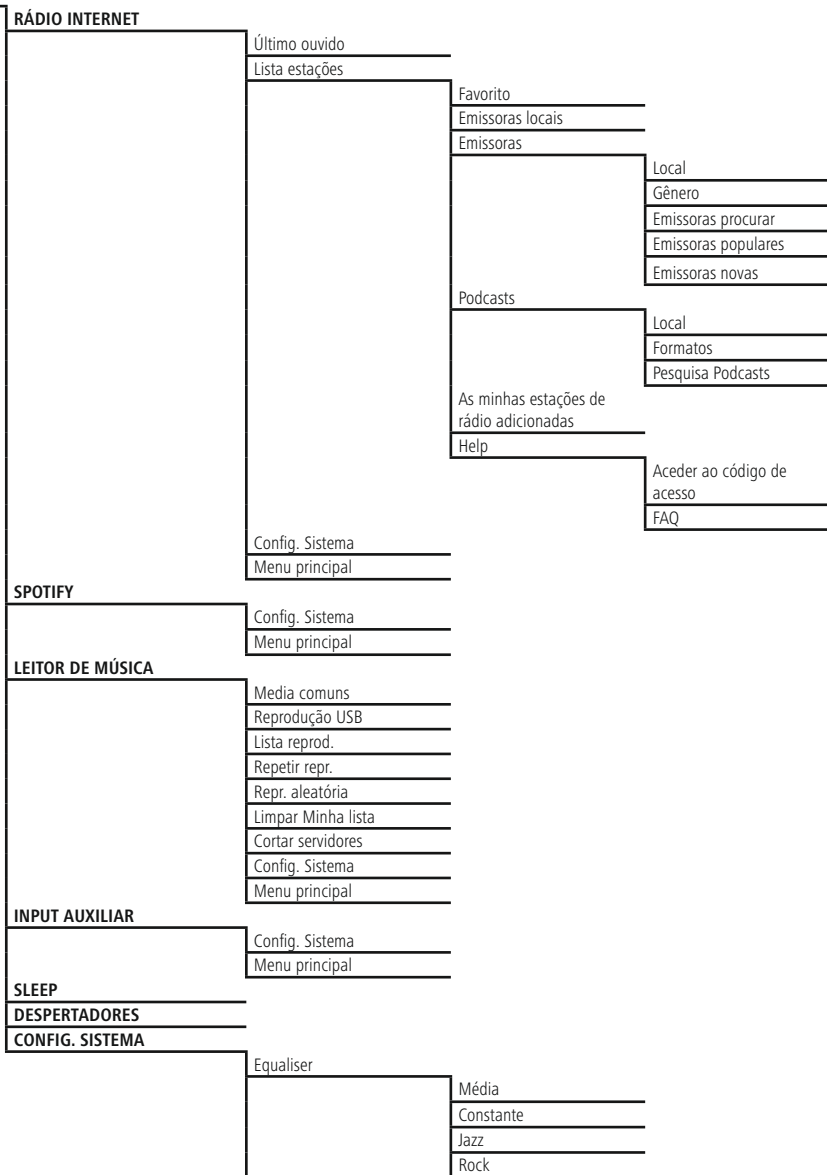 RÁDIO INTERNET
Último ouvido
Lista estações
Favorito
Emissoras locais
Emissoras
Local
Gênero
Emissoras procurar
Emissoras populares
Emissoras novas
Podcasts
Local
Formatos
Pesquisa Podcasts
As minhas estações de
rádio adicionadas
Help
Aceder ao código de
acesso
FAQ
Config. Sistema
Menu principal
SPOTIFY
Config. Sistema
Menu principal
LEITOR DE MÚSICA
Media comuns
Reprodução USB
Lista reprod.
Repetir repr.
Repr. aleatória
Limpar Minha lista
Cortar servidores
Config. Sistema
Menu principal
INPUT AUXILIAR
Config. Sistema
Menu principal
SLEEP
DESPERTADORES
CONFIG. SISTEMA
Equaliser
Média
Constante
Jazz
Rock